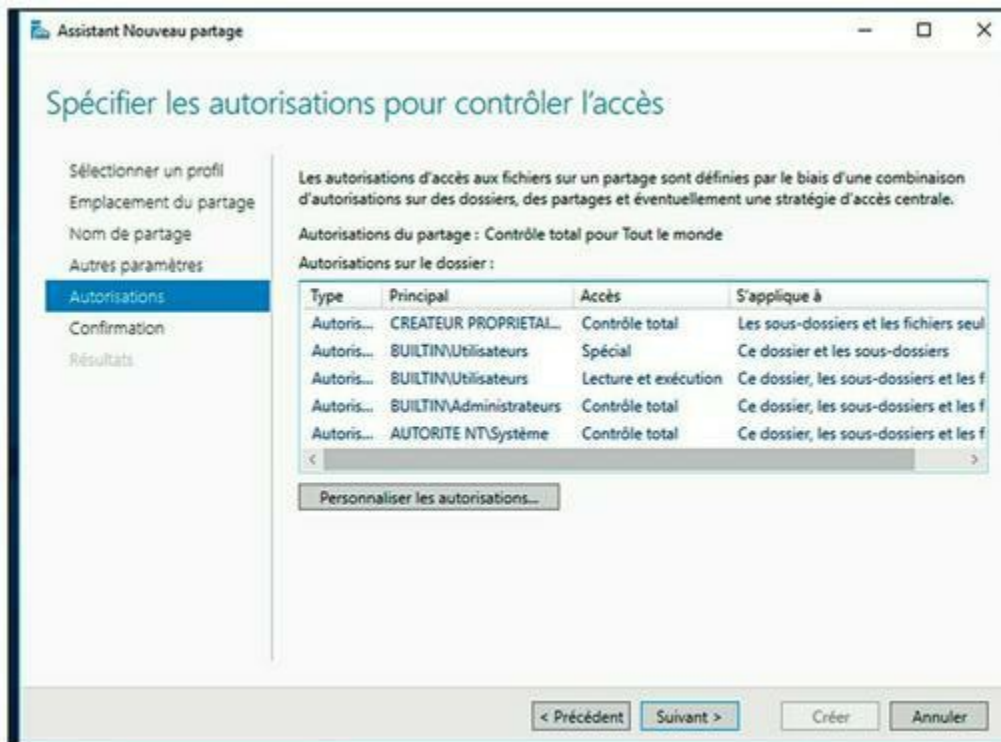 Assistant Nouveau partage
Spécifier les autorisations pour contrôler l'accès
Sélectionner un profil
Emplacement du partage
Nom de partage
Autres paramètres
Autorisations
Confirmation
Résultats
Les autorisations d'accès aux fichiers sur un partage sont définies par le biais d'une combinaison
d'autorisations sur des dossiers, des partages et éventuellement une stratégie d'accès centrale.
Autorisations du partage : Contrôle total pour Tout le monde
Autorisations sur le dossier :
Type Principal Accès S'applique à
Autoris... CREATEUR PROPRIETAI... Contrôle total Les sous-dossiers et les fichiers seul
Autoris... BUILTIN\Utilisateurs Spécial Ce dossier et les sous-dossiers
Autoris... BUILTIN\Utilisateurs Lecture et exécution Ce dossier, les sous-dossiers et les f
Autoris... BUILTIN\Administrateurs Contrôle total Ce dossier, les sous-dossiers et les f
Autoris... AUTORITE NT\Système Contrôle total Ce dossier, les sous-dossiers et les f
Personnaliser les autorisations...
< Précédent Suivant > Créer Annuler